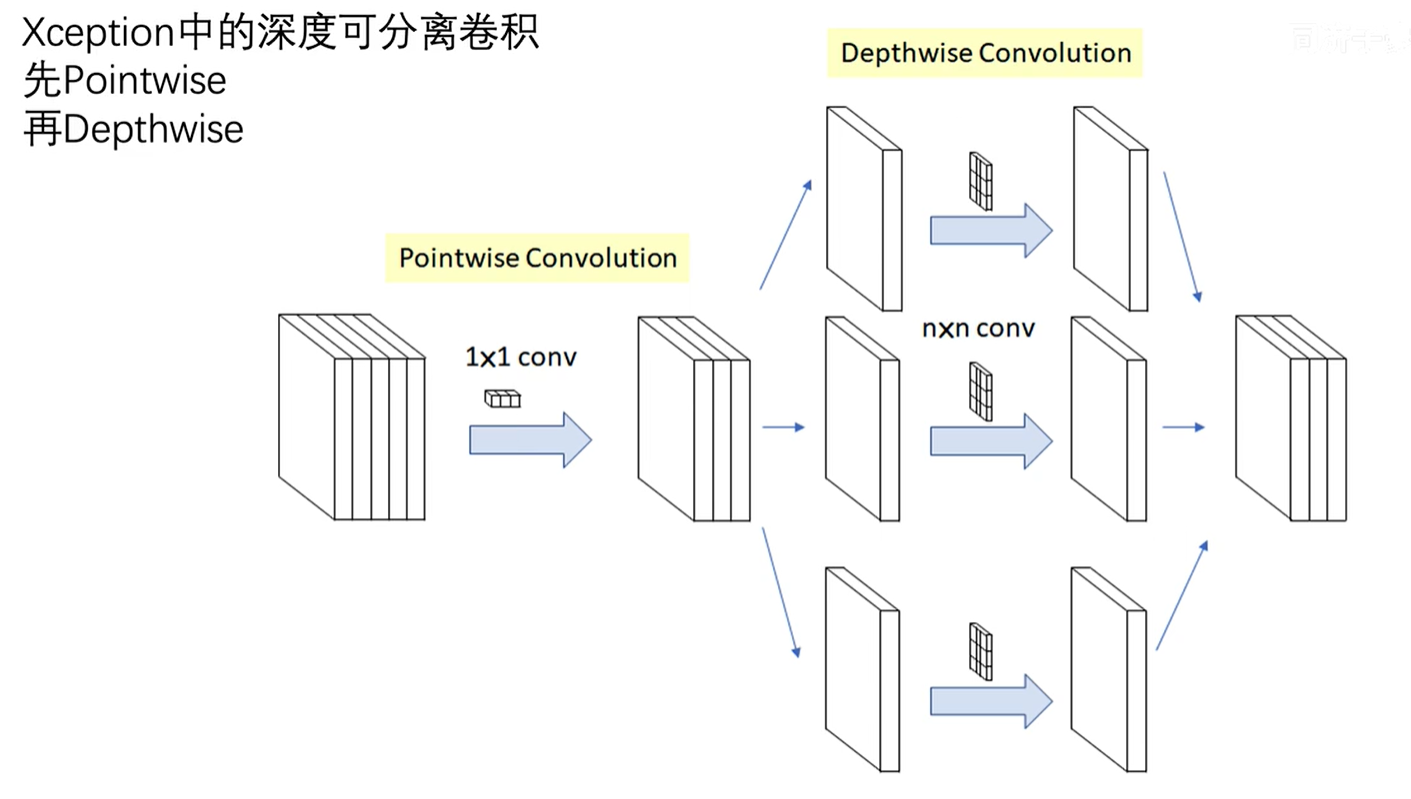 Xception中的深度可分离卷积
先Pointwise
再Depthwise
Depthwise Convolution
Pointwise Convolution
nxn conv
1x1 conv